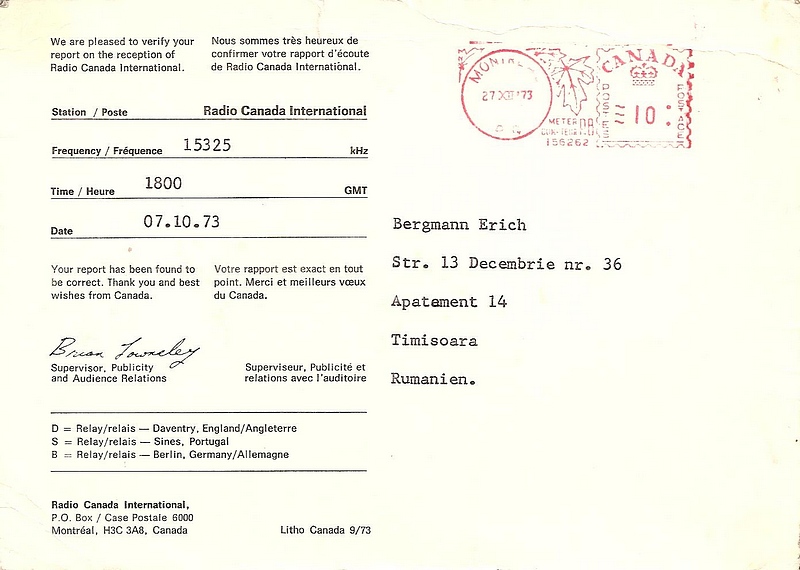 We are pleased to verify your
report on the reception of
Radio Canada International.
Nous sommes très heureux de
confirmer votre rapport d'écoute
de Radio Canada International.
Station / Poste Radio Canada International
Frequency / Fréquence 15325 kHz
Time / Heure 1800 GMT
Date 07.10.73
Your report has been found to
be correct. Thank you and best
wishes from Canada.
Votre rapport est exact en tout
point. Merci et meilleurs vœux
du Canada.
Brian Townsley
Supervisor, Publicity
and Audience Relations
Superviseur, Publicité et
relations avec l'auditoire
D = Relay/relais — Daventry, England/Angleterre
S = Relay/relais — Sines, Portugal
B = Relay/relais — Berlin, Germany/Allemagne
Radio Canada International,
P.O. Box / Case Postale 6000
Montréal, H3C 3A8, Canada
Litho Canada 9/73
MONTREAL
27 XII '73
P. Q.
METER
156262
CANADA
POSTES
POSTAGE
10
Bergmann Erich
Str. 13 Decembrie nr. 36
Apatement 14
Timisoara
Rumanien.